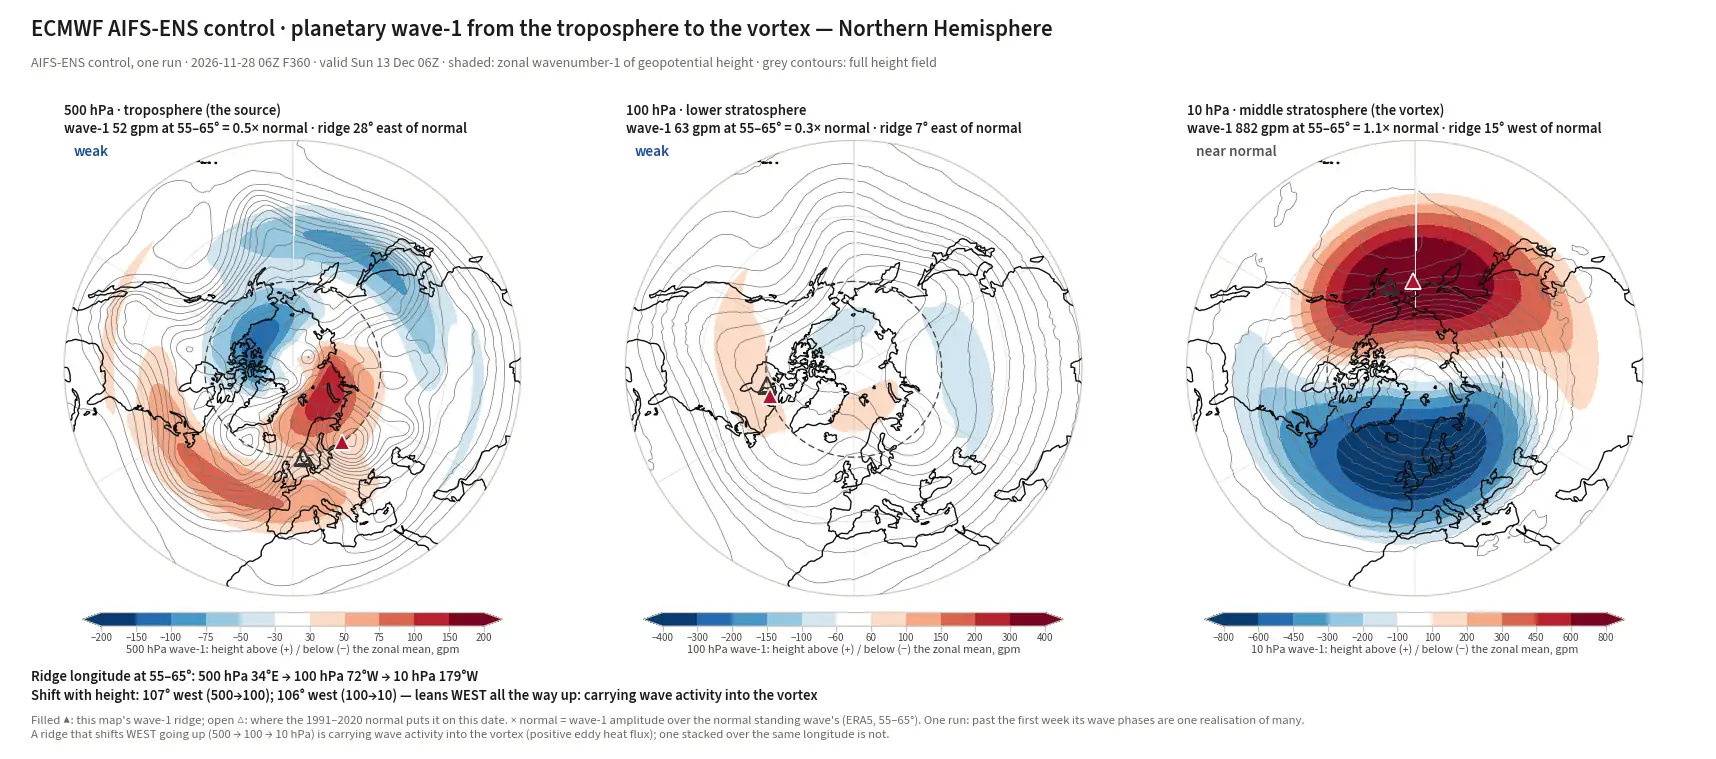 ECMWF AIFS-ENS control · planetary wave-1 from the troposphere to the vortex — Northern Hemisphere
AIFS-ENS control, one run · 2026-11-28 06Z F360 · valid Sun 13 Dec 06Z · shaded: zonal wavenumber-1 of geopotential height · grey contours: full height field
500 hPa · troposphere (the source)
wave-1 52 gpm at 55–65° = 0.5× normal · ridge 28° east of normal
weak
100 hPa · lower stratosphere
wave-1 63 gpm at 55–65° = 0.3× normal · ridge 7° east of normal
weak
10 hPa · middle stratosphere (the vortex)
wave-1 882 gpm at 55–65° = 1.1× normal · ridge 15° west of normal
near normal
−200 −150 −100 −75 −50 −30 30 50 75 100 150 200
500 hPa wave-1: height above (+) / below (−) the zonal mean, gpm
−400 −300 −200 −150 −100 −60 60 100 150 200 300 400
100 hPa wave-1: height above (+) / below (−) the zonal mean, gpm
−800 −600 −450 −300 −200 −100 100 200 300 450 600 800
10 hPa wave-1: height above (+) / below (−) the zonal mean, gpm
Ridge longitude at 55–65°: 500 hPa 34°E → 100 hPa 72°W → 10 hPa 179°W
Shift with height: 107° west (500→100); 106° west (100→10) — leans WEST all the way up: carrying wave activity into the vortex
Filled ▲: this map's wave-1 ridge; open △: where the 1991–2020 normal puts it on this date. × normal = wave-1 amplitude over the normal standing wave's (ERA5, 55–65°). One run: past the first week its wave phases are one realisation of many.
A ridge that shifts WEST going up (500 → 100 → 10 hPa) is carrying wave activity into the vortex (positive eddy heat flux); one stacked over the same longitude is not.